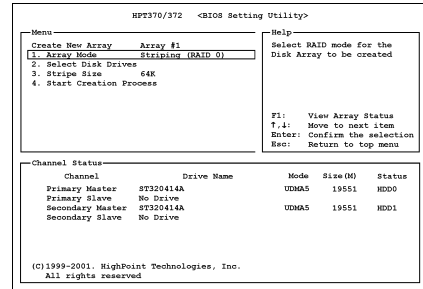 HPT370/372 <BIOS Setting Utility>
Menu
Create New Array Array #1
1. Array Mode Striping (RAID 0)
2. Select Disk Drives
3. Stripe Size 64K
4. Start Creation Process
Help
Select RAID mode for the
Disk Array to be created
F1: View Array Status
↑,↓: Move to next item
Enter: Confirm the selection
Esc: Return to top menu
Channel Status
Channel Drive Name Mode Size(M) Status
Primary Master ST320414A UDMA5 19551 HDD0
Primary Slave No Drive
Secondary Master ST320414A UDMA5 19551 HDD1
Secondary Slave No Drive
(C)1999-2001. HighPoint Technologies, Inc.
All rights reserved